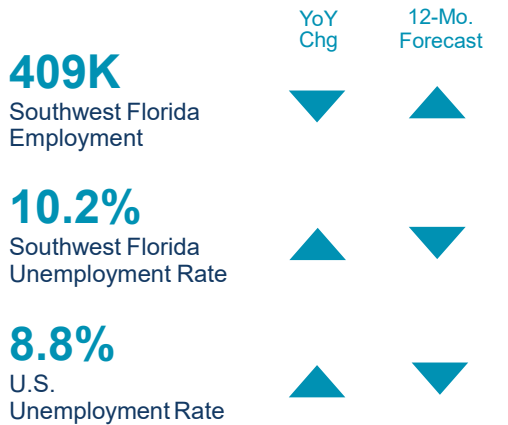 YoY
Chg
12-Mo.
Forecast
409K
Southwest Florida
Employment
10.2%
Southwest Florida
Unemployment Rate
8.8%
U.S.
Unemployment Rate